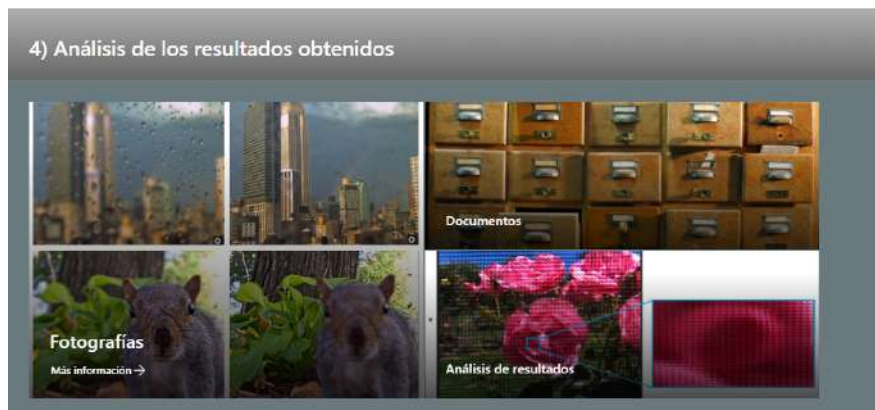 4) Análisis de los resultados obtenidos
Documentos
Fotografías
Más información →
Análisis de resultados